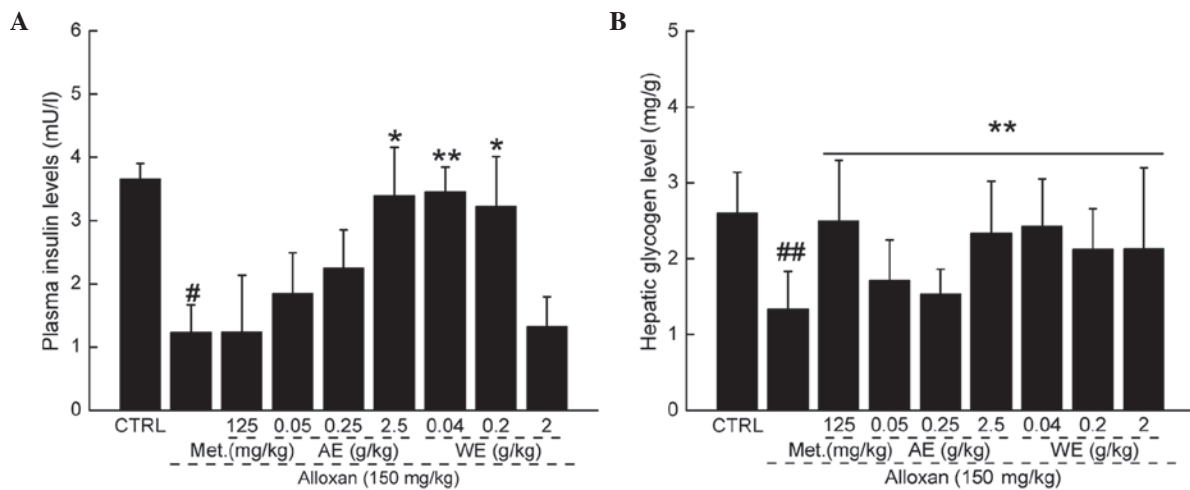 A
Plasma insulin levels (mU/l)
6
5
4
3
2
1
0
#
*
**
*
CTRL
125 0.05 0.25 2.5 0.04 0.2 2
Met.(mg/kg) AE (g/kg) WE (g/kg)
Alloxan (150 mg/kg)
B
Hepatic glycogen level (mg/g)
5
4
3
2
1
0
##
**
CTRL
125 0.05 0.25 2.5 0.04 0.2 2
Met.(mg/kg) AE (g/kg) WE (g/kg)
Alloxan (150 mg/kg)